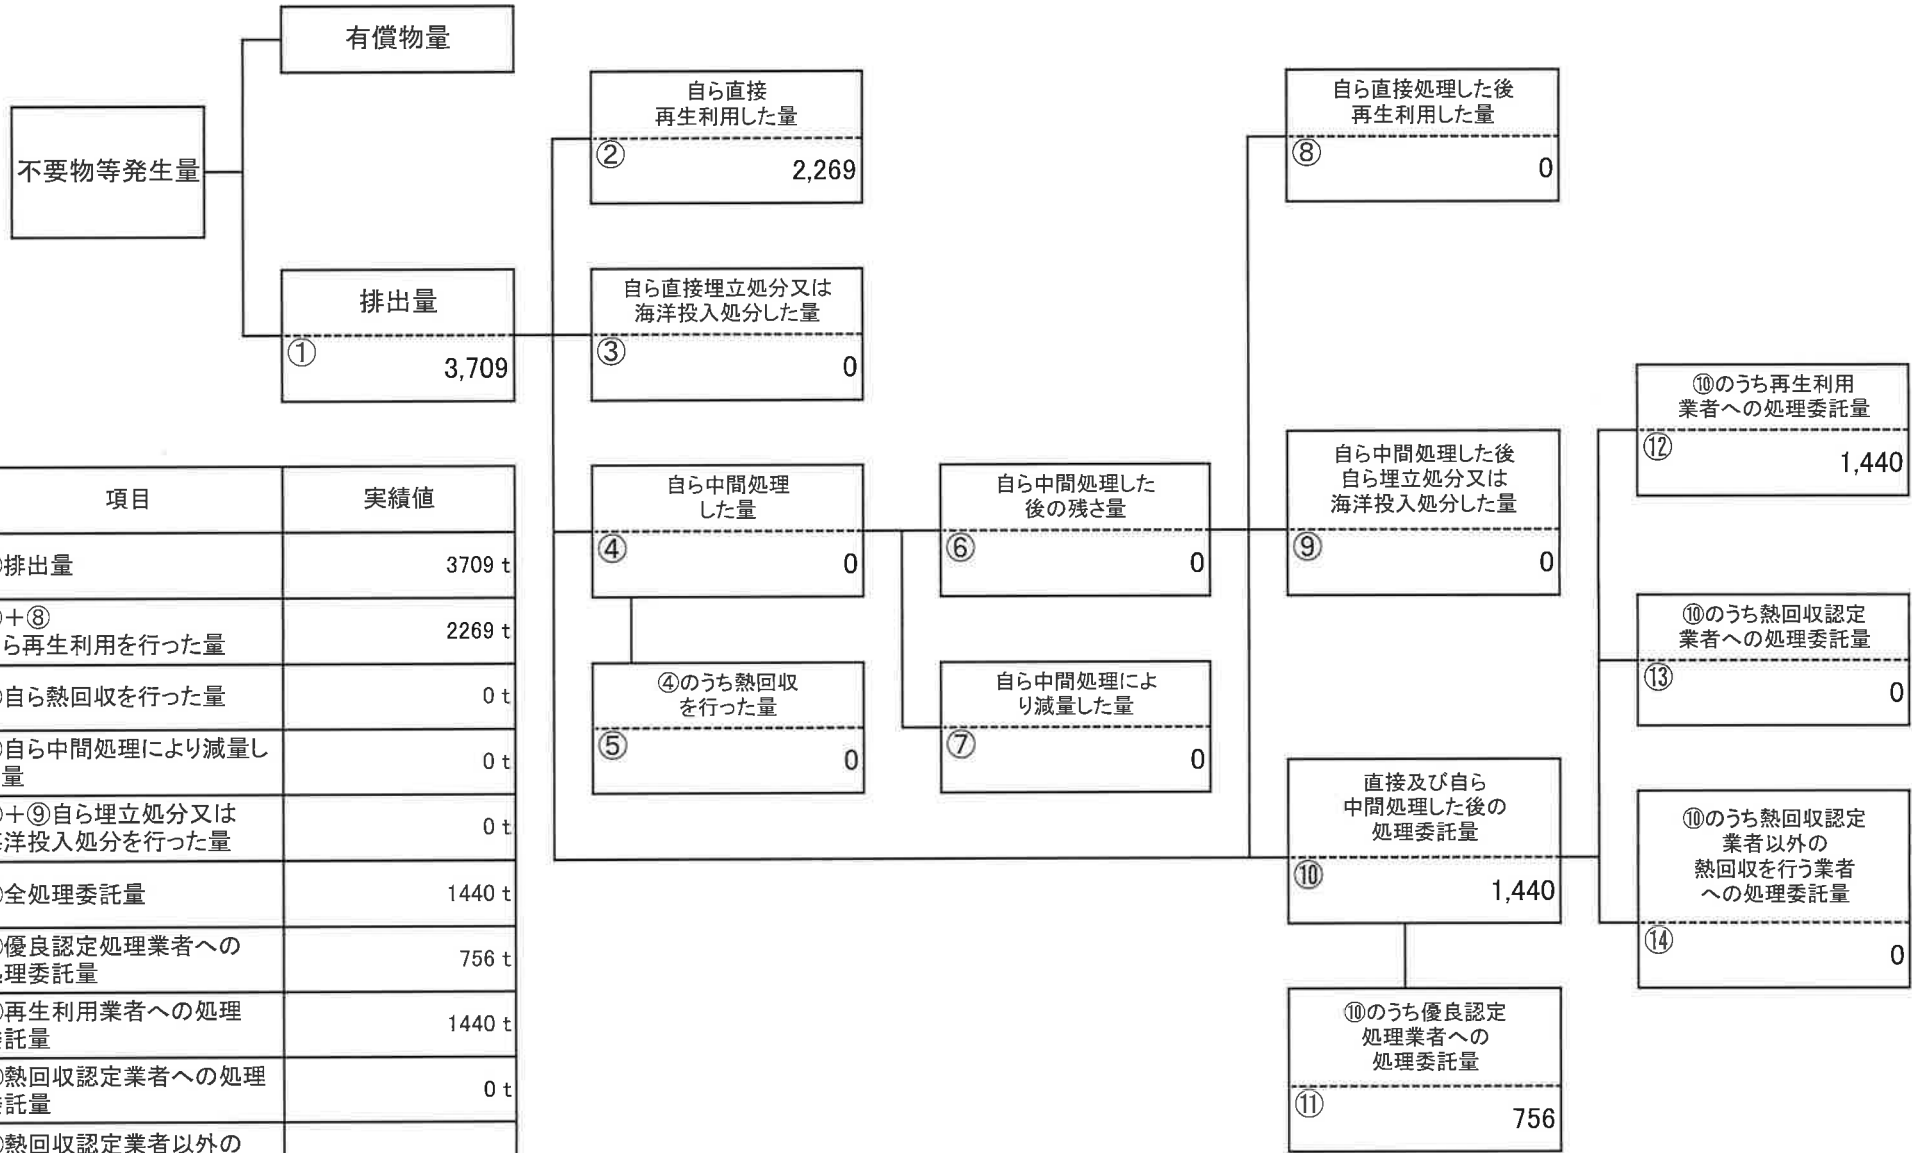 有償物量
不要物等発生量
排出量
①
3,709
自ら直接
再生利用した量
②
2,269
自ら直接埋立処分又は
海洋投入処分した量
③
0
自ら中間処理
した量
④
0
④のうち熱回収
を行った量
⑤
0
自ら中間処理した
後の残さ量
⑥
0
自ら中間処理によ
り減量した量
⑦
0
自ら直接処理した後
再生利用した量
⑧
0
自ら中間処理した後
自ら埋立処分又は
海洋投入処分した量
⑨
0
直接及び自ら
中間処理した後の
処理委託量
⑩
1,440
⑩のうち優良認定
処理業者への
処理委託量
⑪
756
⑩のうち再生利用
業者への処理委託量
⑫
1,440
⑩のうち熱回収認定
業者への処理委託量
⑬
0
⑩のうち熱回収認定
業者以外の
熱回収を行う業者
への処理委託量
⑭
0
項目 実績値
排出量 3709 t
+⑧
ら再生利用を行った量 2269 t
自ら熱回収を行った量 0 t
自ら中間処理により減量し
量 0 t
+⑨自ら埋立処分又は
洋投入処分を行った量 0 t
全処理委託量 1440 t
優良認定処理業者への
理委託量 756 t
再生利用業者への処理
託量 1440 t
熱回収認定業者への処理
託量 0 t
熱回収認定業者以外の